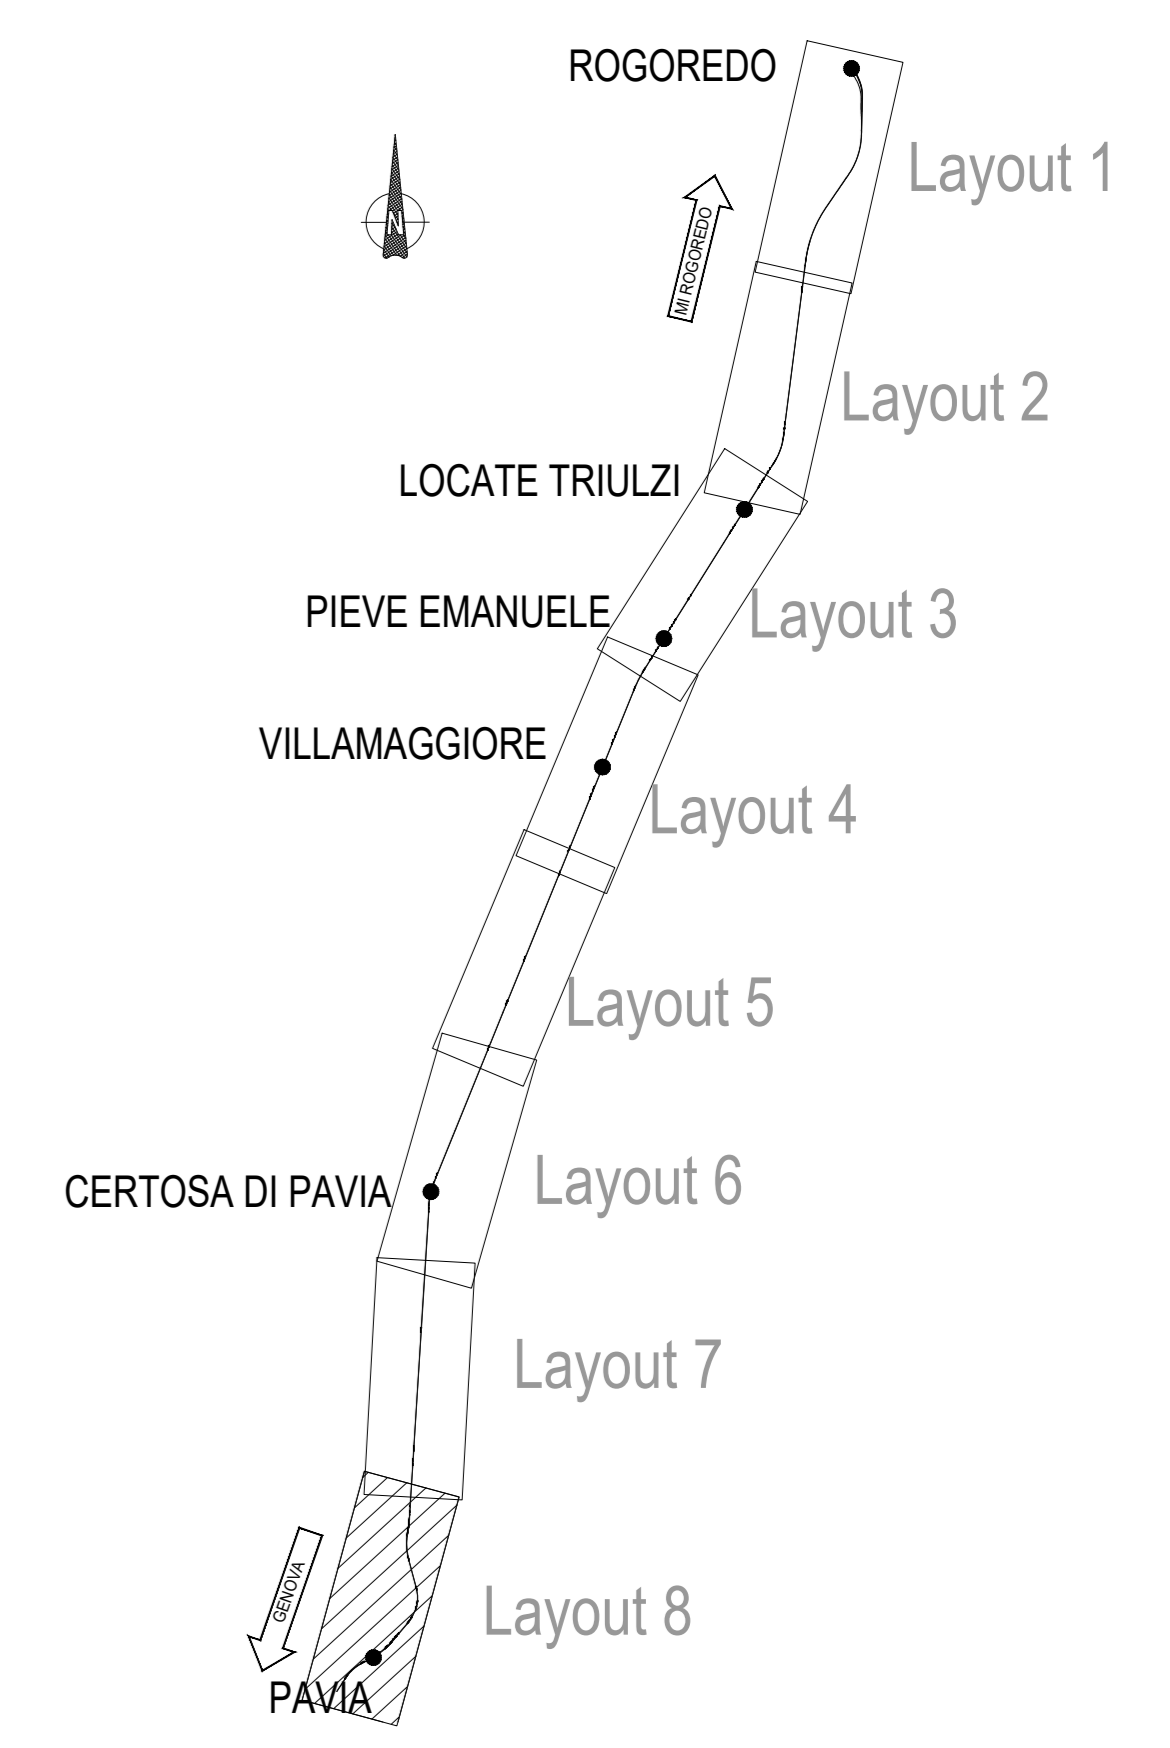 ROGOREDO
Layout 1
N
MI ROGOREDO
Layout 2
LOCATE TRIULZI
PIEVE EMANUELE
Layout 3
VILLAMAGGIORE
Layout 4
Layout 5
CERTOSA DI PAVIA
Layout 6
Layout 7
GENOVA
Layout 8
PAVIA